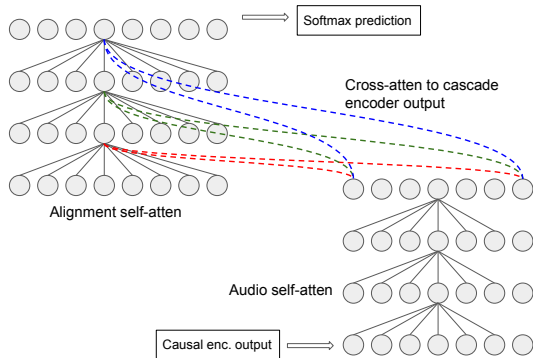 Softmax prediction
Cross-atten to cascade
encoder output
Alignment self-atten
Audio self-atten
Causal enc. output